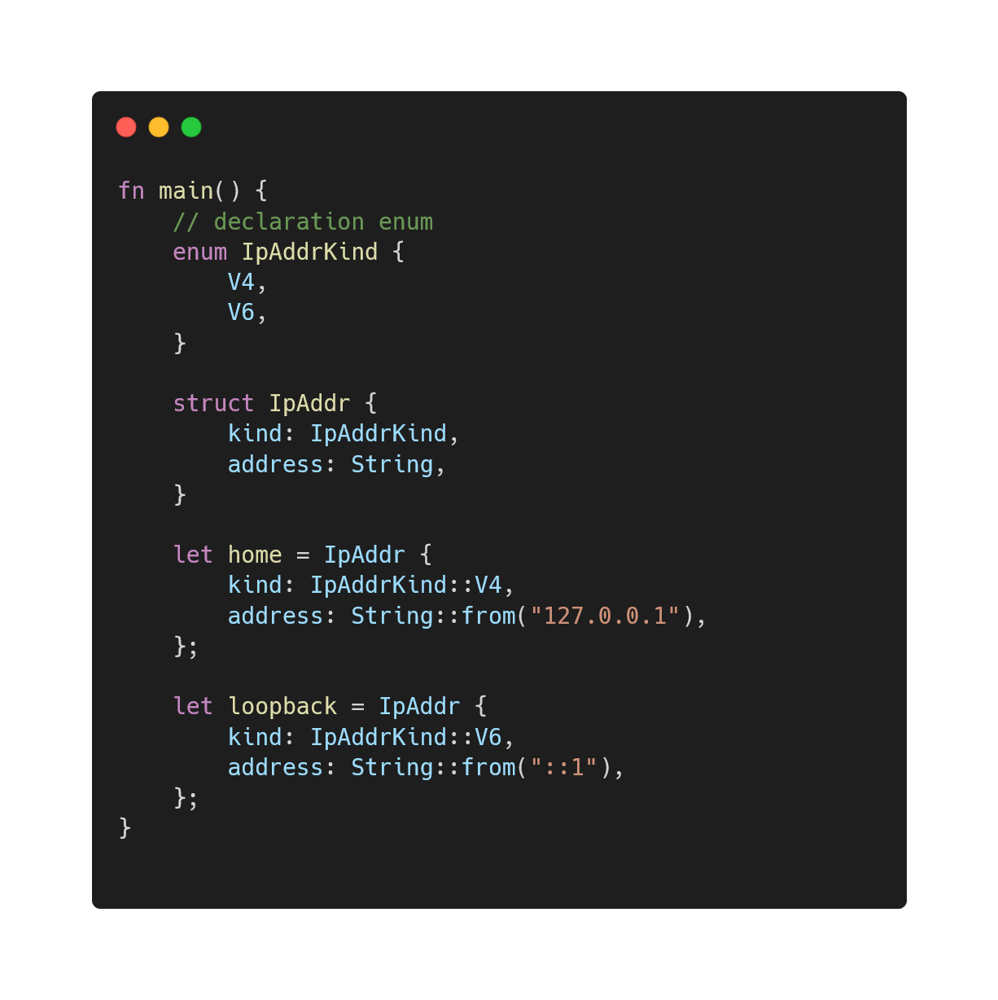 fn main() {
    // declaration enum
    enum IpAddrKind {
        V4,
        V6,
    }

    struct IpAddr {
        kind: IpAddrKind,
        address: String,
    }

    let home = IpAddr {
        kind: IpAddrKind::V4,
        address: String::from("127.0.0.1"),
    };

    let loopback = IpAddr {
        kind: IpAddrKind::V6,
        address: String::from("::1"),
    };
}